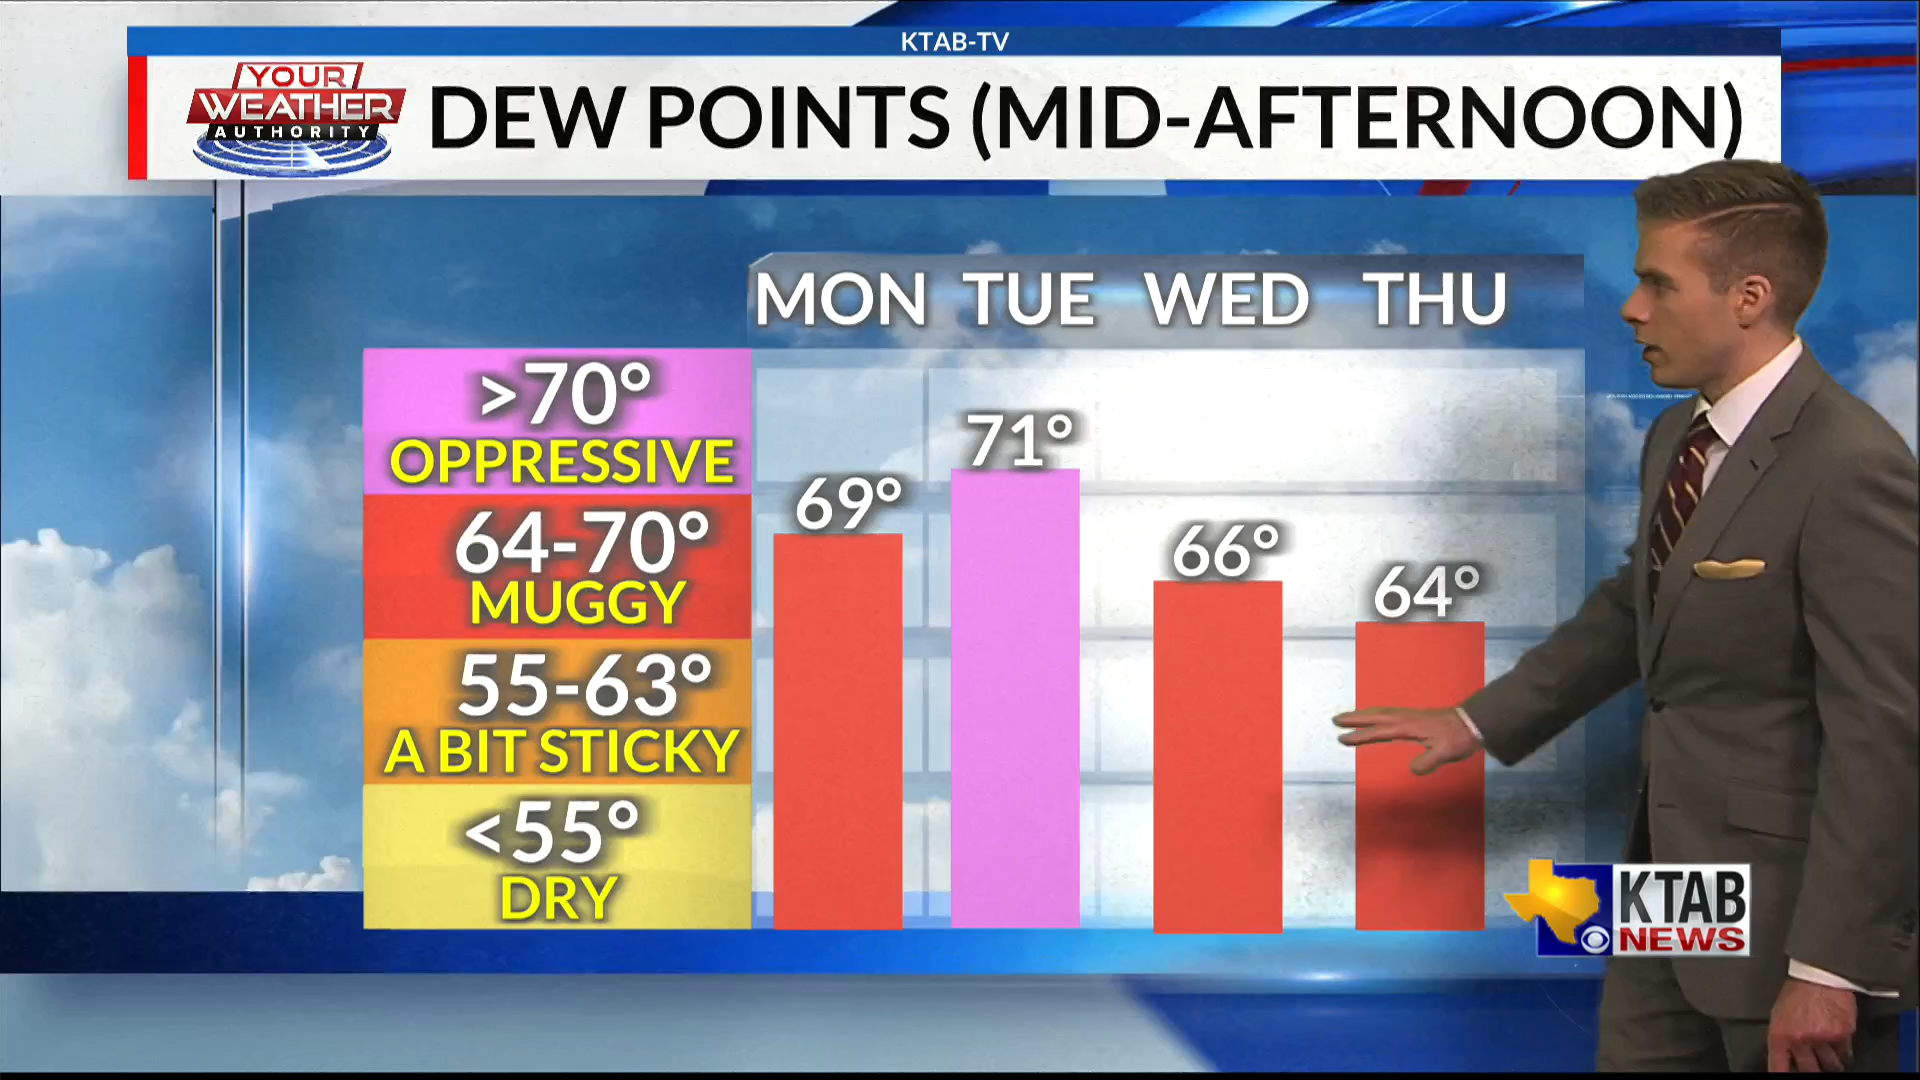 KTAB-TV
YOUR
WEATHER
AUTHORITY
DEW POINTS (MID-AFTERNOON)
MON TUE WED THU
>70°
OPPRESSIVE
64-70°
MUGGY
55-63°
A BIT STICKY
<55°
DRY
69°
71°
66°
64°
KTAB
NEWS